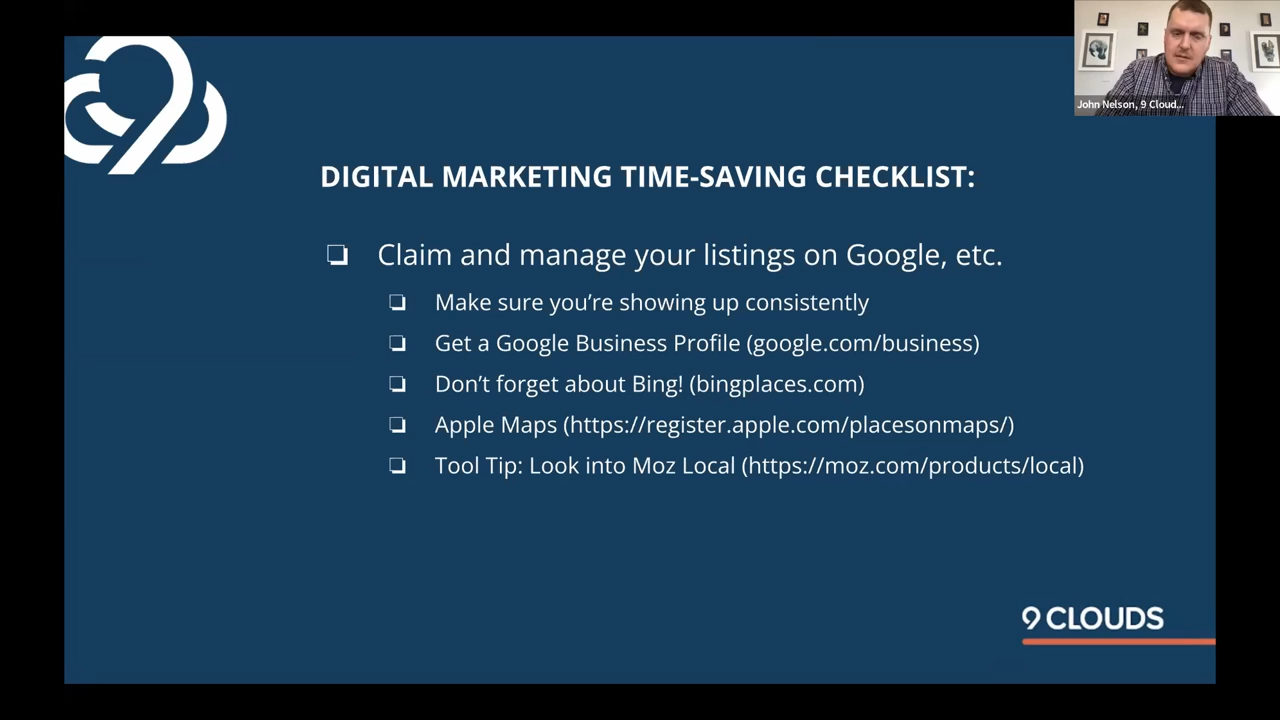 John Nelson, 9 Cloud...
DIGITAL MARKETING TIME-SAVING CHECKLIST:
Claim and manage your listings on Google, etc.
Make sure you’re showing up consistently
Get a Google Business Profile (google.com/business)
Don’t forget about Bing! (bingplaces.com)
Apple Maps (https://register.apple.com/placesonmaps/)
Tool Tip: Look into Moz Local (https://moz.com/products/local)
9 CLOUDS